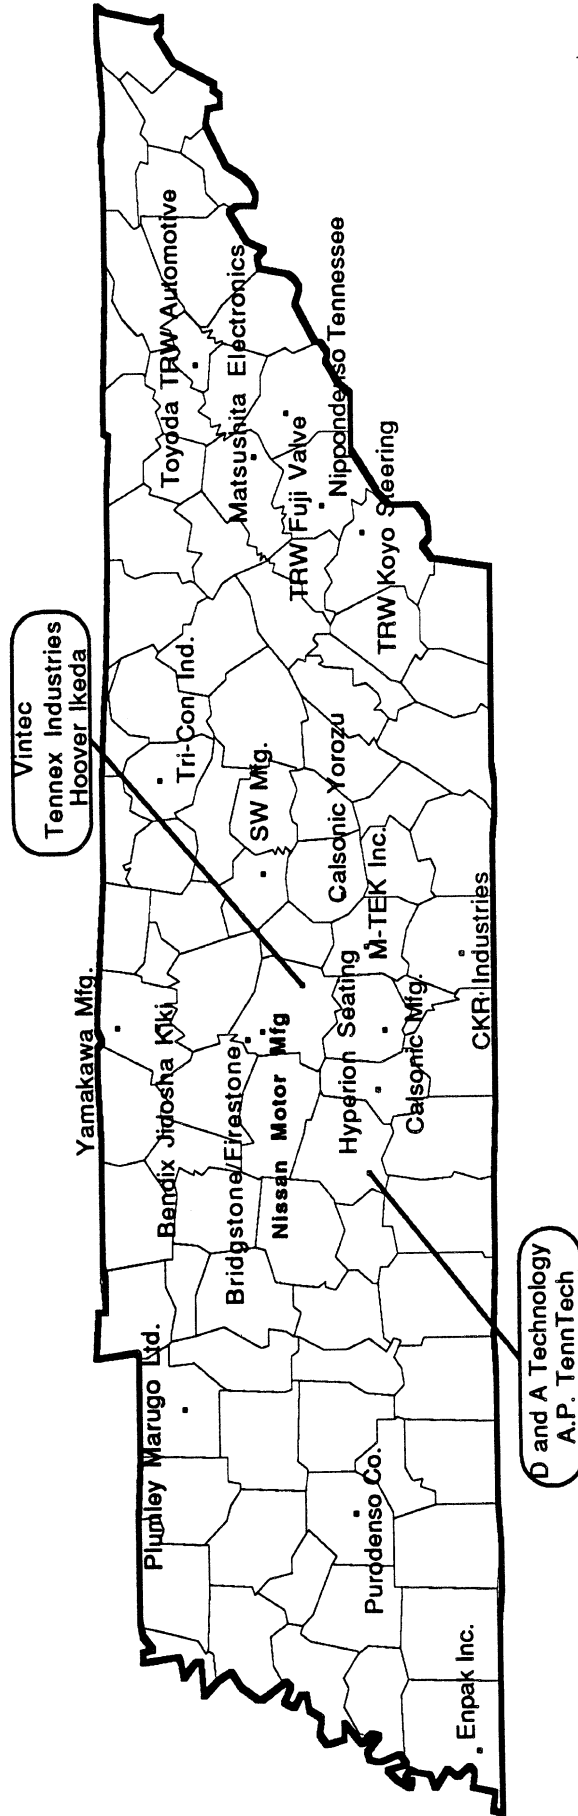 Vintec
Tennex Industries
Hoover Ikeda
Yamakawa Mfg.
Plumley Marugo Ltd.
Bendix Jidosha Kiki
Tri-Con Ind.
Toyoda TRW Automotive
Bridgstone/Firestone
SW Mfg.
Matsushita Electronics
Nissan Motor Mfg
TRW Fuji Valve
Calsonic Yorozu
Nippondenso Tennessee
Hyperion Seating
M-TEK Inc.
Purodenso Co.
TRW Koyo Steering
Calsonic Mfg.
Enpak Inc.
CKR Industries
D and A Technology
A.P. TennTech